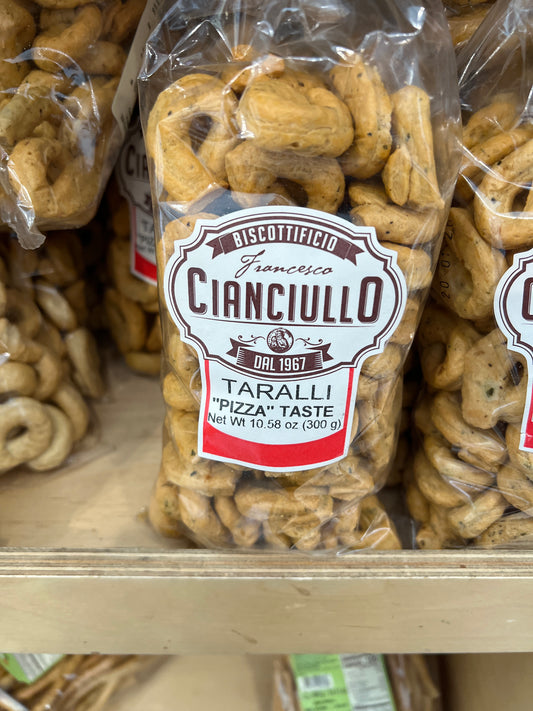 BISCOTTIFICIO
Francesco
CIANCIULLO
DAL 1967
TARALLI
"PIZZA" TASTE
Net Wt 10.58 oz (300 g)